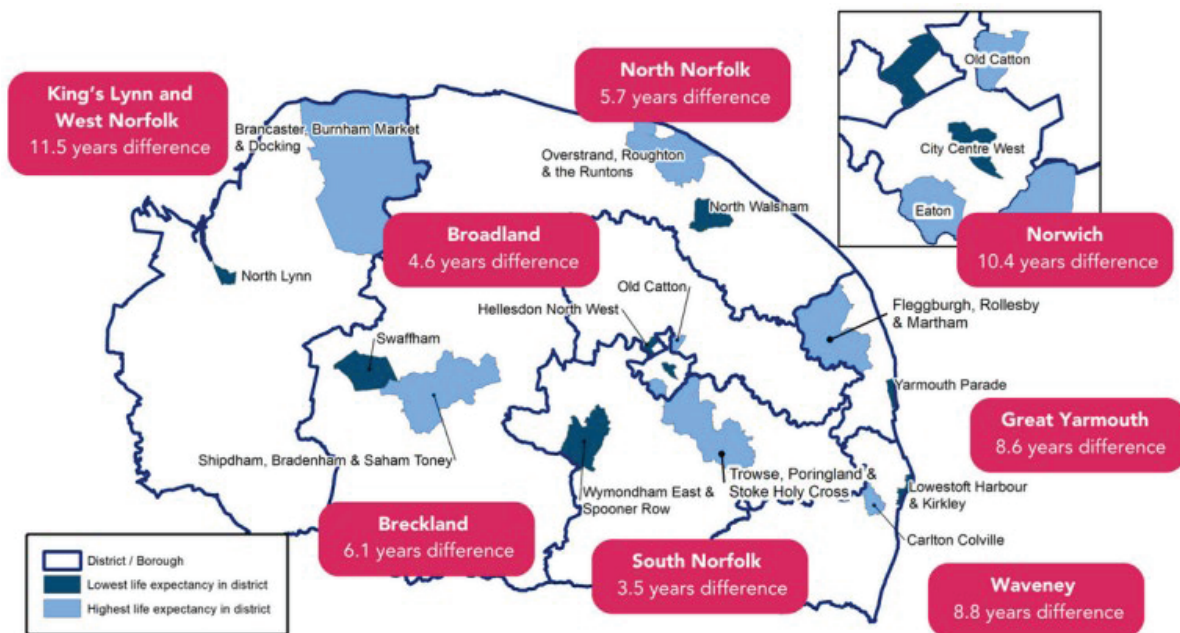 King's Lynn and
West Norfolk
11.5 years difference
Brancaster, Burnham Market
& Docking
North Norfolk
5.7 years difference
Overstrand, Roughton
& the Runtons
Old Catton
City Centre West
Eaton
North Walsham
Broadland
4.6 years difference
Norwich
10.4 years difference
North Lynn
Old Catton
Hellesdon North West
Fleggburgh, Rollesby
& Martham
Swaffham
Yarmouth Parade
Great Yarmouth
8.6 years difference
Shipdham, Bradenham & Saham Toney
Wymondham East &
Spooner Row
Trowse, Poringland &
Stoke Holy Cross
Lowestoft Harbour
& Kirkley
Carlton Colville
Breckland
6.1 years difference
South Norfolk
3.5 years difference
Waveney
8.8 years difference
District / Borough
Lowest life expectancy in district
Highest life expectancy in district